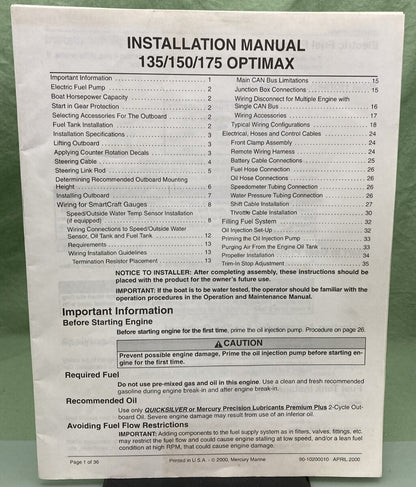 INSTALLATION MANUAL
135/150/175 OPTIMAX
Important Information . . . . . . . . . . . . . . . . . . . . . . 1
Electric Fuel Pump . . . . . . . . . . . . . . . . . . . . . . . . 2
Boat Horsepower Capacity . . . . . . . . . . . . . . . . . . 2
Start in Gear Protection . . . . . . . . . . . . . . . . . . . . . 2
Selecting Accessories For The Outboard . . . . . . . 2
Fuel Tank Installation . . . . . . . . . . . . . . . . . . . . . . . 2
Installation Specifications . . . . . . . . . . . . . . . . . . . 3
Lifting Outboard . . . . . . . . . . . . . . . . . . . . . . . . . . . 3
Applying Counter Rotation Decals . . . . . . . . . . . . 3
Steering Cable . . . . . . . . . . . . . . . . . . . . . . . . . . . . 4
Steering Link Rod . . . . . . . . . . . . . . . . . . . . . . . . . 5
Determining Recommended Outboard Mounting
Height . . . . . . . . . . . . . . . . . . . . . . . . . . . . . . . . . . 6
Installing Outboard . . . . . . . . . . . . . . . . . . . . . . . . 7
Wiring for SmartCraft Gauges . . . . . . . . . . . . . . . 8
Speed/Outside Water Temp Sensor Installation
(if equipped) . . . . . . . . . . . . . . . . . . . . . . . . . . . . 8
Wiring Connections to Speed/Outside Water
Sensor, Oil Tank and Fuel Tank . . . . . . . . . . . . 12
Requirements . . . . . . . . . . . . . . . . . . . . . . . . . . . 13
Wiring Installation Guidelines . . . . . . . . . . . . . . 13
Termination Resistor Placement . . . . . . . . . . . . 13
Main CAN Bus Limitations . . . . . . . . . . . . . . . . . 15
Junction Box Connections . . . . . . . . . . . . . . . . . 15
Wiring Disconnect for Multiple Engine with
Single CAN Bus . . . . . . . . . . . . . . . . . . . . . . . . . 16
Wiring Accessories . . . . . . . . . . . . . . . . . . . . . . . 17
Typical Wiring Configurations . . . . . . . . . . . . . . 18
Electrical, Hoses and Control Cables . . . . . . . . . . 24
Front Clamp Assembly . . . . . . . . . . . . . . . . . . . . 24
Remote Wiring Harness . . . . . . . . . . . . . . . . . . . 24
Battery Cable Connections . . . . . . . . . . . . . . . . 25
Fuel Hose Connection . . . . . . . . . . . . . . . . . . . . 26
Oil Hose Connections . . . . . . . . . . . . . . . . . . . . . 26
Speedometer Tubing Connection . . . . . . . . . . . 26
Water Pressure Tubing Connection . . . . . . . . . 26
Shift Cable Installation . . . . . . . . . . . . . . . . . . . . 27
Throttle Cable Installation . . . . . . . . . . . . . . . . . 30
Filling Fuel System . . . . . . . . . . . . . . . . . . . . . . . . 32
Oil Injection Set-Up . . . . . . . . . . . . . . . . . . . . . . . . 32
Priming the Oil Injection Pump . . . . . . . . . . . . . . . 33
Purging Air From the Engine Oil Tank . . . . . . . . . 33
Propeller Installation . . . . . . . . . . . . . . . . . . . . . . . 34
Trim-In Stop Adjustment . . . . . . . . . . . . . . . . . . . . 35
NOTICE TO INSTALLER: After completing assembly, these instructions should be
placed with the product for the owner's future use.
IMPORTANT: If the boat is to be water tested, the operator should be familiar with the
operation procedures in the Operation and Maintenance Manual.
Important Information
Before Starting Engine
Before starting engine for the first time, prime the oil injection pump. Procedure on page 26.
⚠CAUTION
Prevent possible engine damage, Prime the oil injection pump before starting en-
gine for the first time.
Required Fuel
Do not use pre-mixed gas and oil in this engine. Use a clean and fresh recommended
gasoline during engine break-in and after engine break-in.
Recommended Oil
Use only QUICKSILVER or Mercury Precision Lubricants Premium Plus 2-Cycle Out-
board Oil. Severe engine damage may result from use of an inferior oil.
Avoiding Fuel Flow Restrictions
IMPORTANT: Adding components to the fuel supply system as in filters, valves, fittings, etc.
may restrict the fuel flow and could cause engine stalling at low speed, and/or a lean fuel
condition at high RPM, that could cause engine damage.
Page 1 of 36
Printed in U.S.A. - © 2000, Mercury Marine
90-10200010 APRIL 2000